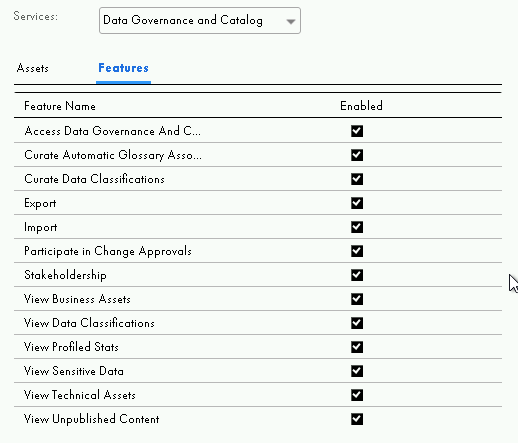 Services: Data Governance and Catalog
Assets Features
Feature Name Enabled
Access Data Governance And C...
Curate Automatic Glossary Asso...
Curate Data Classifications
Export
Import
Participate in Change Approvals
Stakeholdership
View Business Assets
View Data Classifications
View Profiled Stats
View Sensitive Data
View Technical Assets
View Unpublished Content